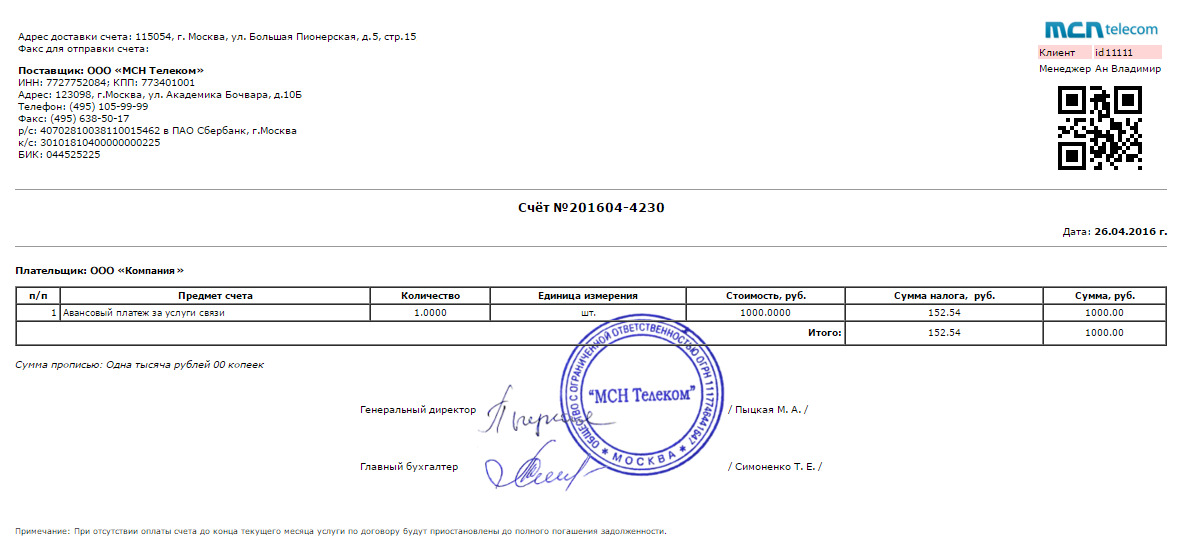 Адрес доставки счета: 115054, г. Москва, ул. Большая Пионерская, д.5, стр.15
Факс для отправки счета:
mcn telecom
Клиент id11111
Менеджер Ан Владимир
Поставщик: ООО «МСН Телеком»
ИНН: 7727752084; КПП: 773401001
Адрес: 123098, г.Москва, ул. Академика Бочвара, д.10Б
Телефон: (495) 105-99-99
Факс: (495) 638-50-17
р/с: 40702810038110015462 в ПАО Сбербанк, г.Москва
к/с: 30101810400000000225
БИК: 044525225
Счёт №201604-4230
Дата: 26.04.2016 г.
Плательщик: ООО «Компания»
п/п Предмет счета Количество Единица измерения Стоимость, руб. Сумма налога, руб. Сумма, руб.
1 Авансовый платеж за услуги связи 1.0000 шт. 1000.0000 152.54 1000.00
Итого: 152.54 1000.00
Сумма прописью: Одна тысяча рублей 00 копеек
Генеральный директор / Пыцкая М. А. /
ОБЩЕСТВО С ОГРАНИЧЕННОЙ ОТВЕТСТВЕННОСТЬЮ ОГРН 1117746441647
"МСН Телеком"
* МОСКВА *
Главный бухгалтер / Симоненко Т. Е. /
Примечание: При отсутствии оплаты счета до конца текущего месяца услуги по договору будут приостановлены до полного погашения задолженности.